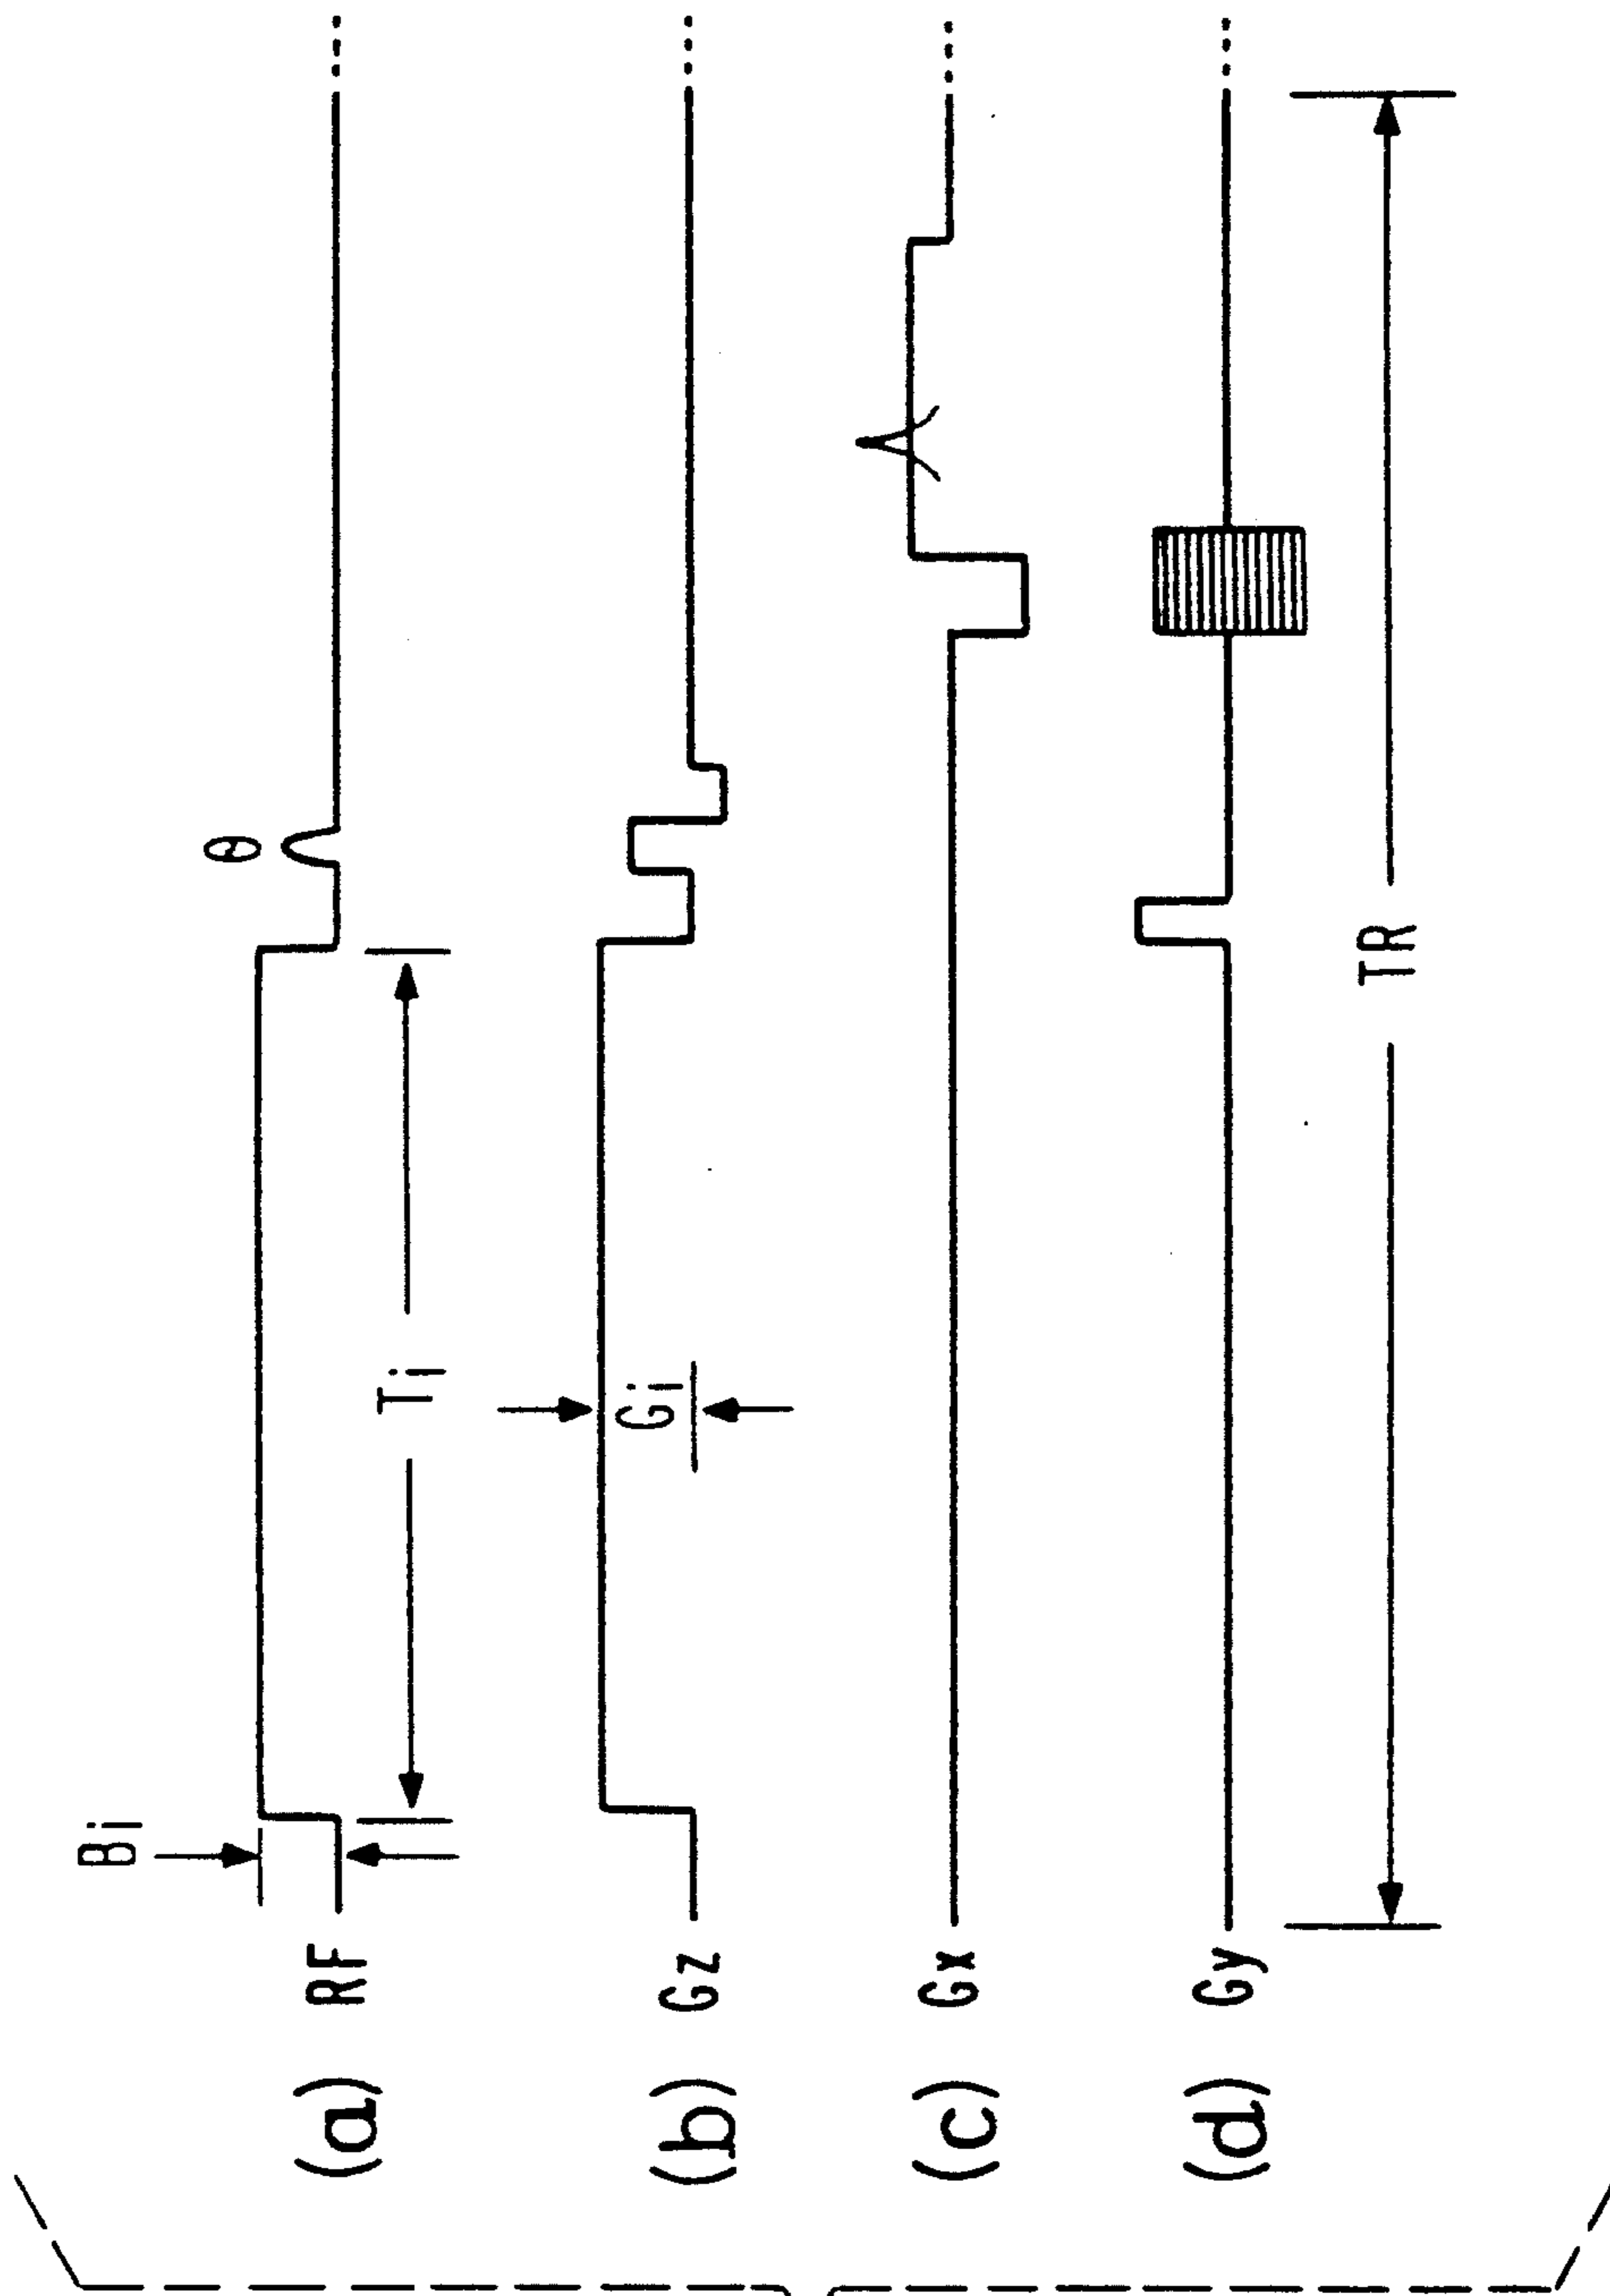 Bi
θ
(a) RF
Ti
(b) Gz
Gi
(c) Gx
(d) Gy
TR